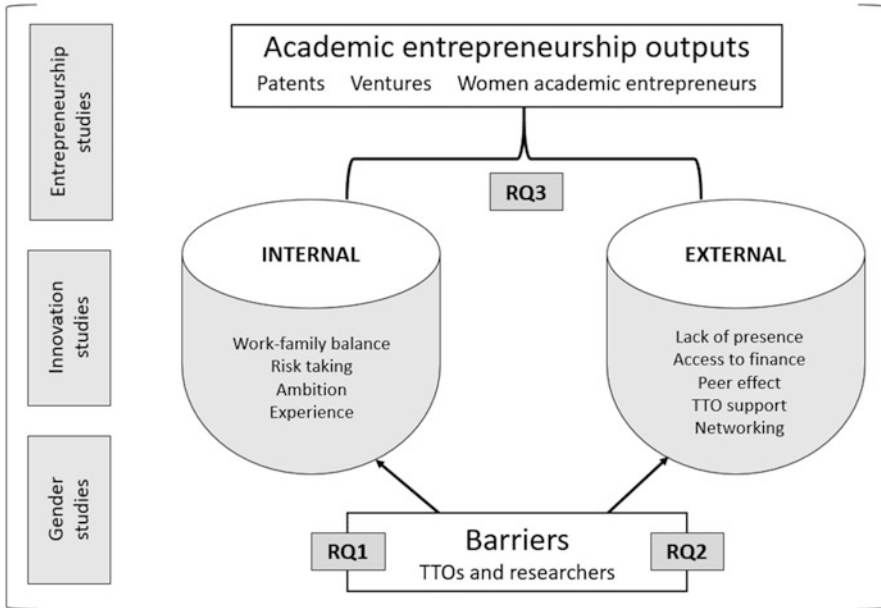 Academic entrepreneurship outputs
Patents Ventures Women academic entrepreneurs
Entrepreneurship
studies
RQ3
INTERNAL
EXTERNAL
Innovation
studies
Work-family balance
Risk taking
Ambition
Experience
Lack of presence
Access to finance
Peer effect
TTO support
Networking
Gender
studies
RQ1
Barriers
TTOs and researchers
RQ2